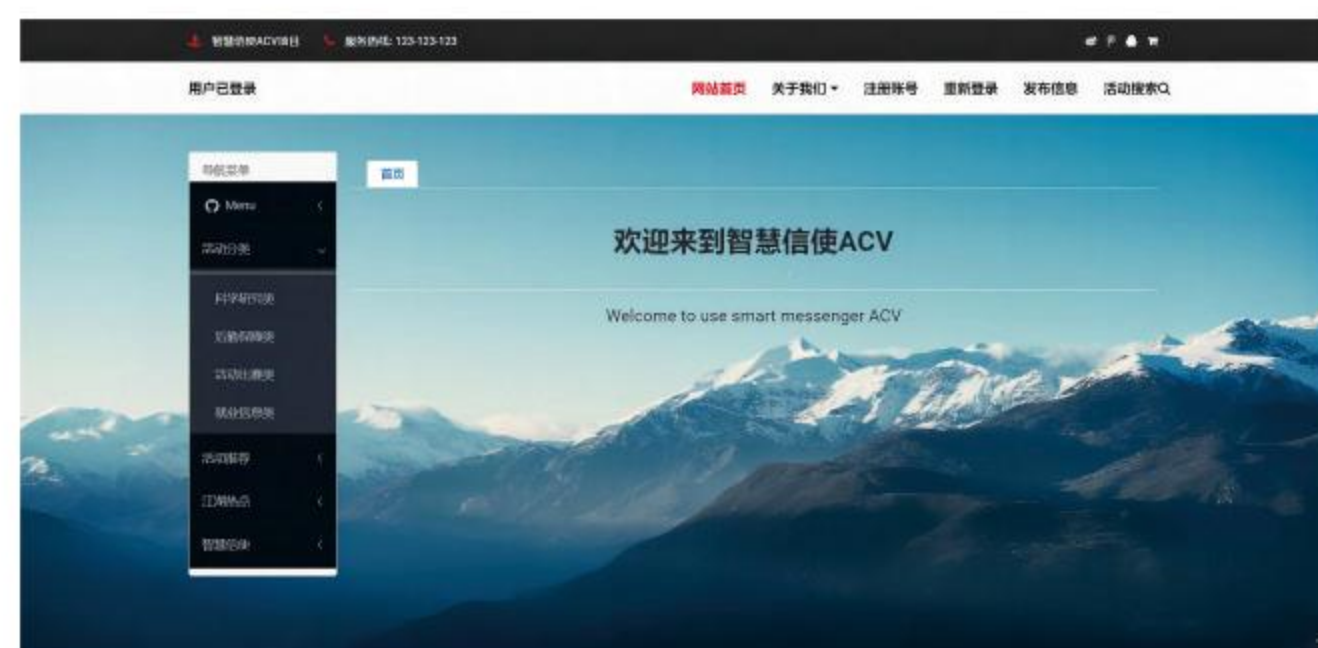 智慧信使ACV项目 服务热线: 123-123-123
用户已登录 网站首页 关于我们 注册账号 重新登录 发布信息 活动搜索
导航菜单
首页
Menu
活动分类
科学研究类
后勤保障类
活动比赛类
就业信息类
活动推荐
江湖热点
智慧信使
欢迎来到智慧信使ACV
Welcome to use smart messenger ACV